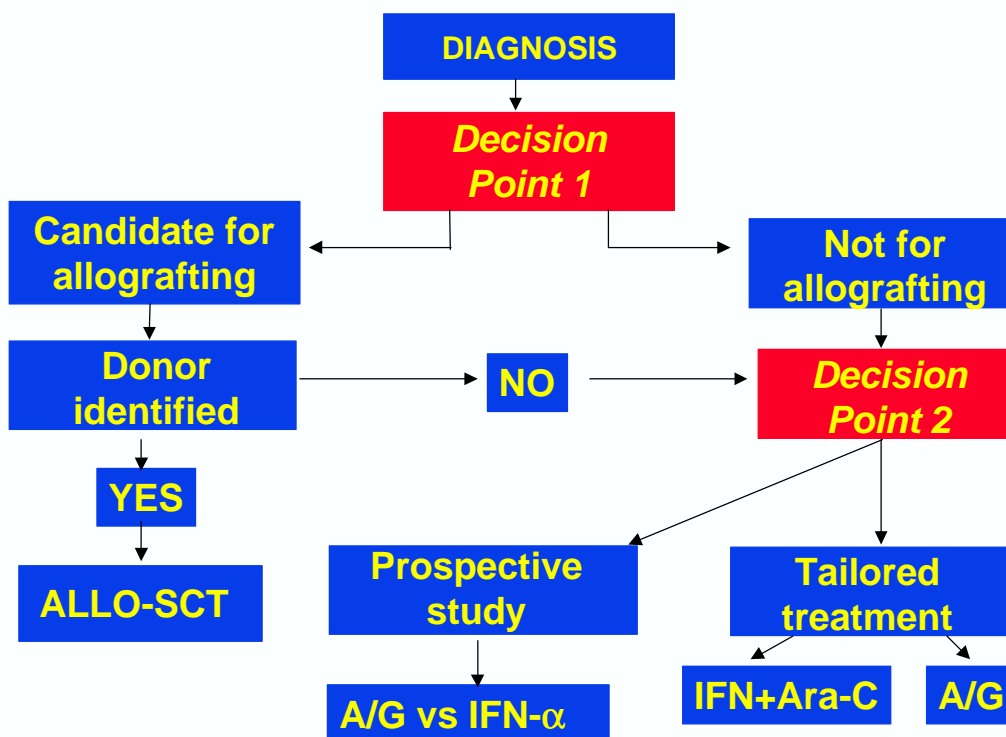 DIAGNOSIS
Decision
Point 1
Candidate for
allografting
Not for
allografting
Donor
identified
NO
Decision
Point 2
YES
ALLO-SCT
Prospective
study
Tailored
treatment
A/G vs IFN-α
IFN+Ara-C
A/G